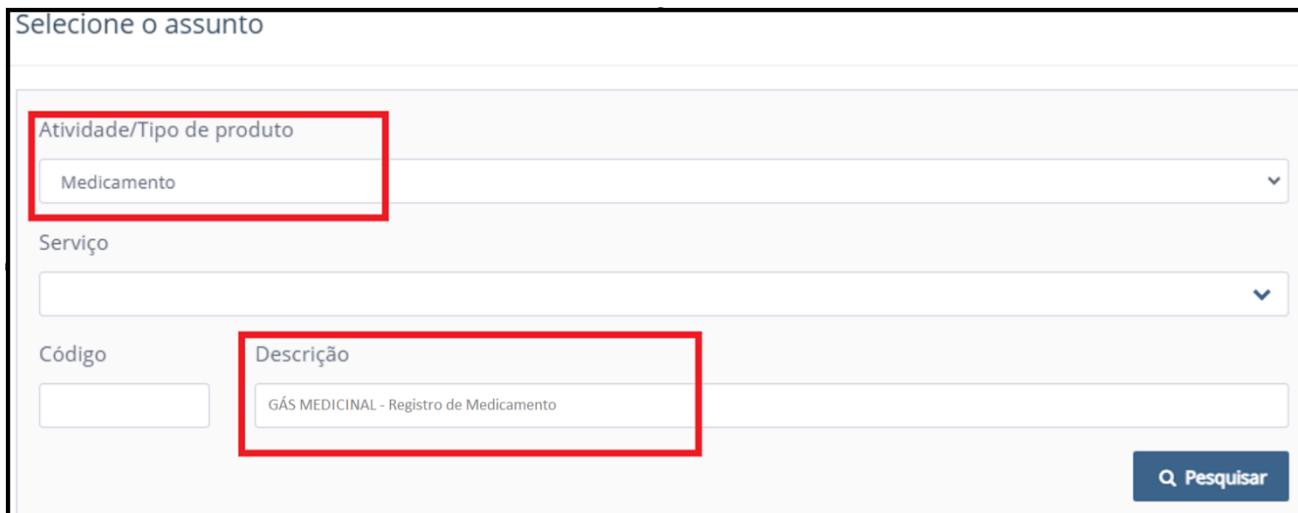 Selecione o assunto
Atividade/Tipo de produto
Medicamento
Serviço
Código
Descrição
GÁS MEDICINAL - Registro de Medicamento
Pesquisar